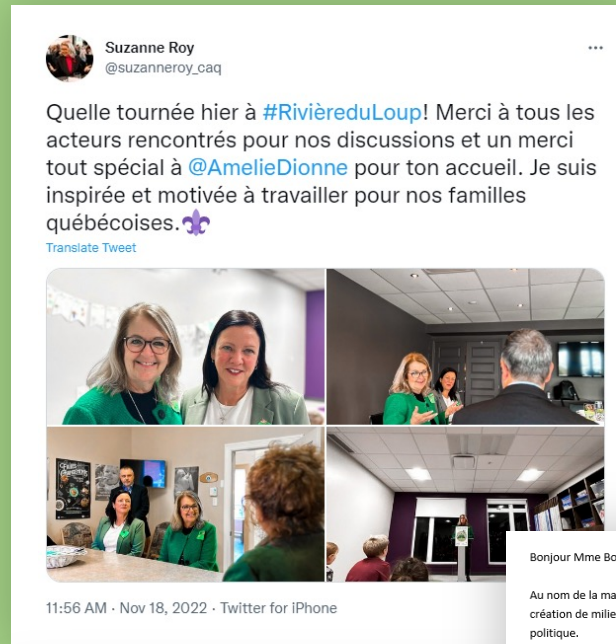 Suzanne Roy
@suzanneroy_caq
Quelle tournée hier à #RivièreduLoup! Merci à tous les
acteurs rencontrés pour nos discussions et un merci
tout spécial à @AmelieDionne pour ton accueil. Je suis
inspirée et motivée à travailler pour nos familles
québécoises.
Translate Tweet
11:56 AM · Nov 18, 2022 · Twitter for iPhone
Bonjour Mme
Au nom de la
création de
politique.